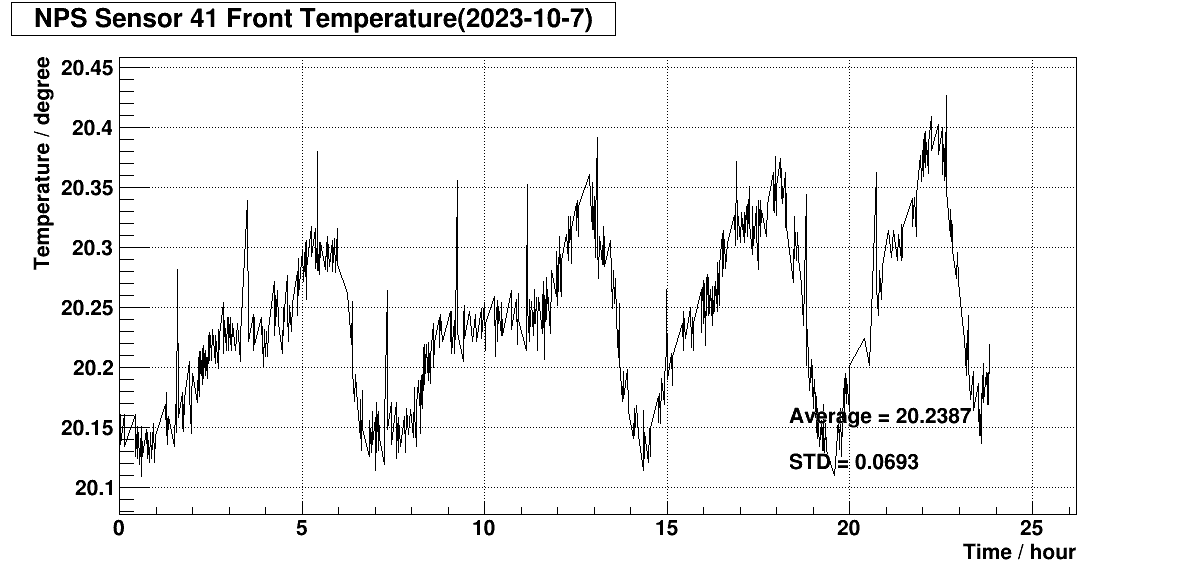 NPS Sensor 41 Front Temperature(2023-10-7)
Temperature / degree
20.45
20.4
20.35
20.3
20.25
20.2
20.15
20.1
Average = 20.2387
STD = 0.0693
0 5 10 15 20 25
Time / hour